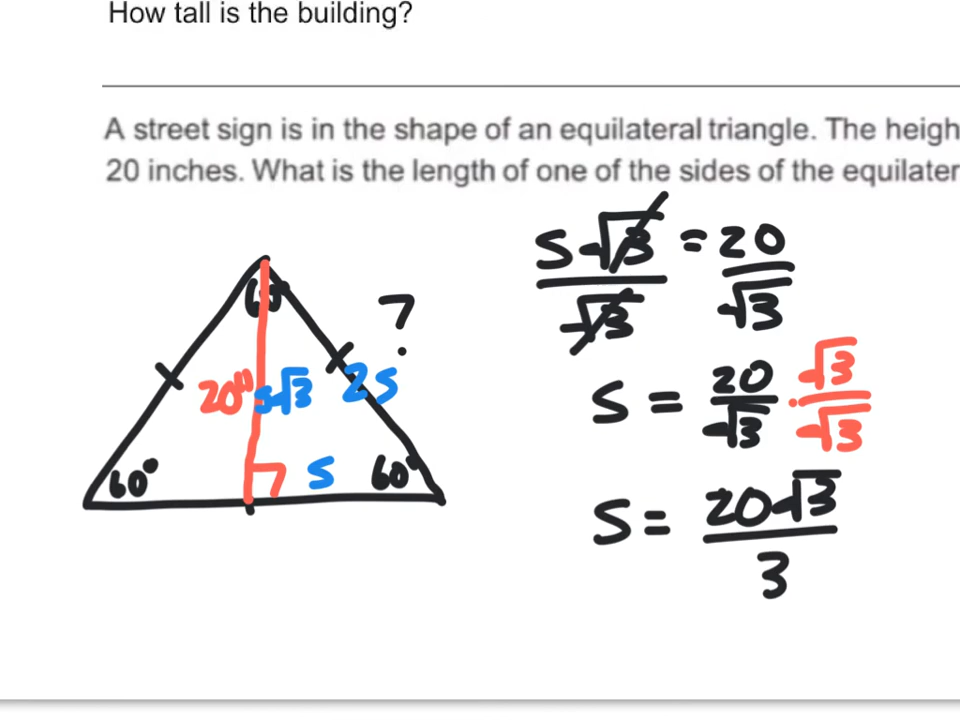 How tall is the building?
A street sign is in the shape of an equilateral triangle. The heigh
20 inches. What is the length of one of the sides of the equilater
s√3 / √3 = 20 / √3
?
20" s√3 2s
s = 20/√3 · √3/√3
60° s 60°
s = 20√3 / 3